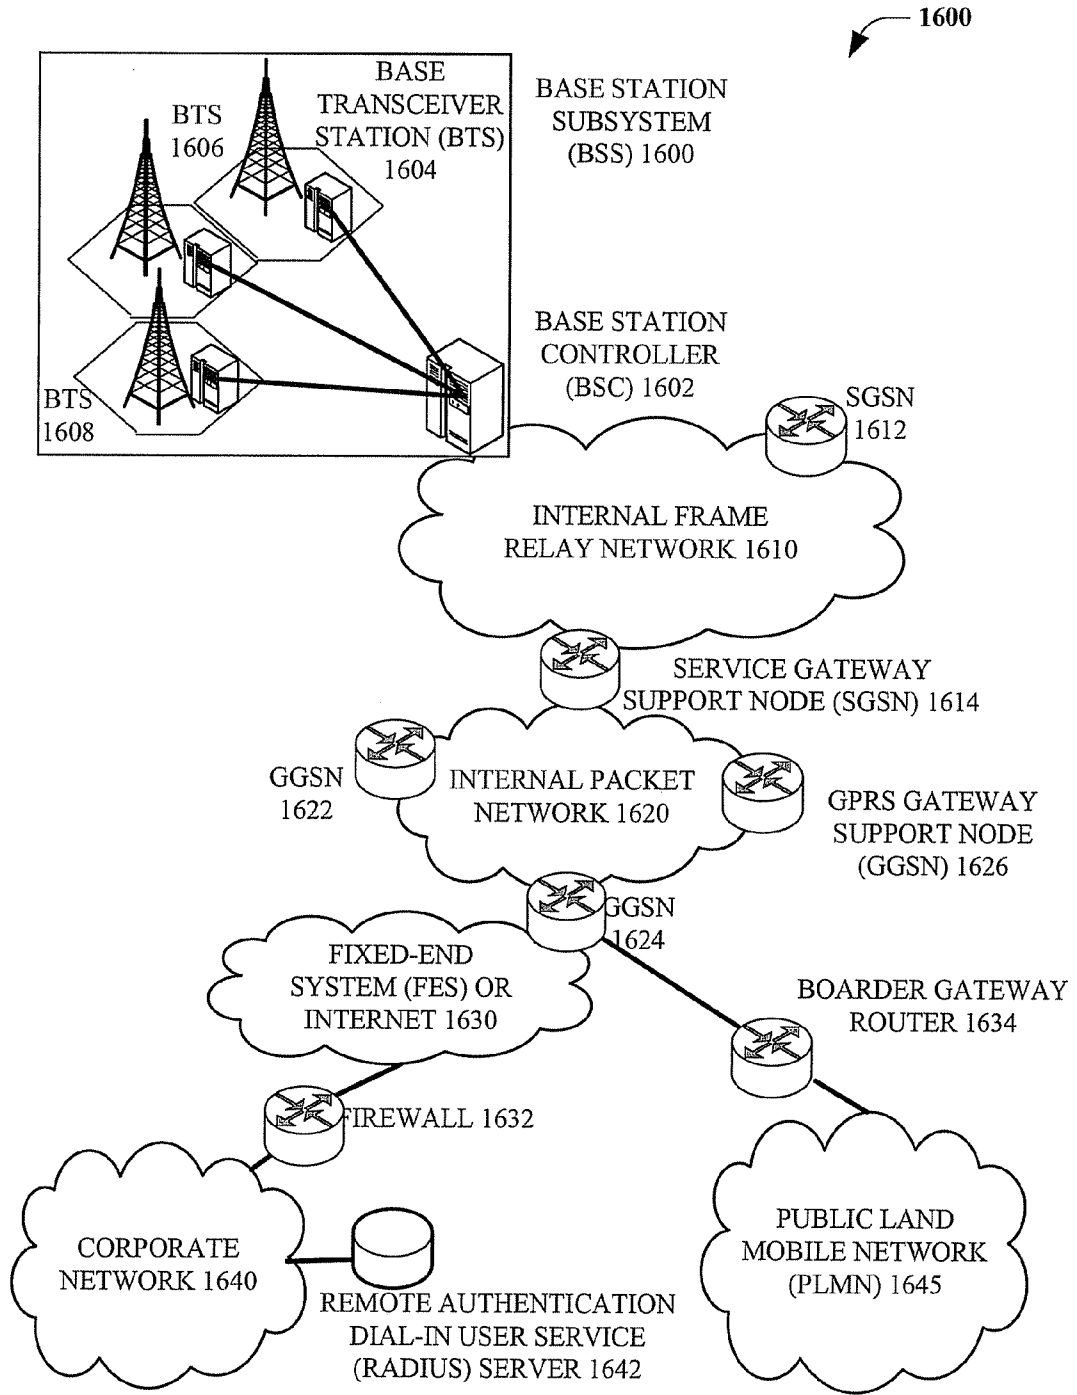 1600
BASE
TRANSCEIVER
STATION (BTS)
1604
BTS
1606
BASE STATION
SUBSYSTEM
(BSS) 1600
BTS
1608
BASE STATION
CONTROLLER
(BSC) 1602
SGSN
1612
INTERNAL FRAME
RELAY NETWORK 1610
SERVICE GATEWAY
SUPPORT NODE (SGSN) 1614
GGSN
1622
INTERNAL PACKET
NETWORK 1620
GPRS GATEWAY
SUPPORT NODE
(GGSN) 1626
GGSN
1624
FIXED-END
SYSTEM (FES) OR
INTERNET 1630
BOARDER GATEWAY
ROUTER 1634
FIREWALL 1632
CORPORATE
NETWORK 1640
PUBLIC LAND
MOBILE NETWORK
(PLMN) 1645
REMOTE AUTHENTICATION
DIAL-IN USER SERVICE
(RADIUS) SERVER 1642